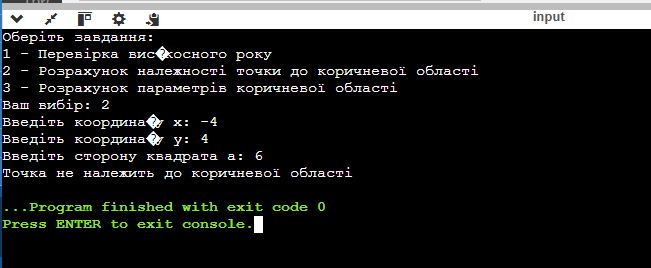 input
Оберіть завдання:
1 - Перевірка вис�косного року
2 - Розрахунок належності точки до коричневої області
3 - Розрахунок параметрів коричневої області
Ваш вибір: 2
Введіть координа�у x: -4
Введіть координа�у y: 4
Введіть сторону квадрата a: 6
Точка не належить до коричневої області
...Program finished with exit code 0
Press ENTER to exit console.